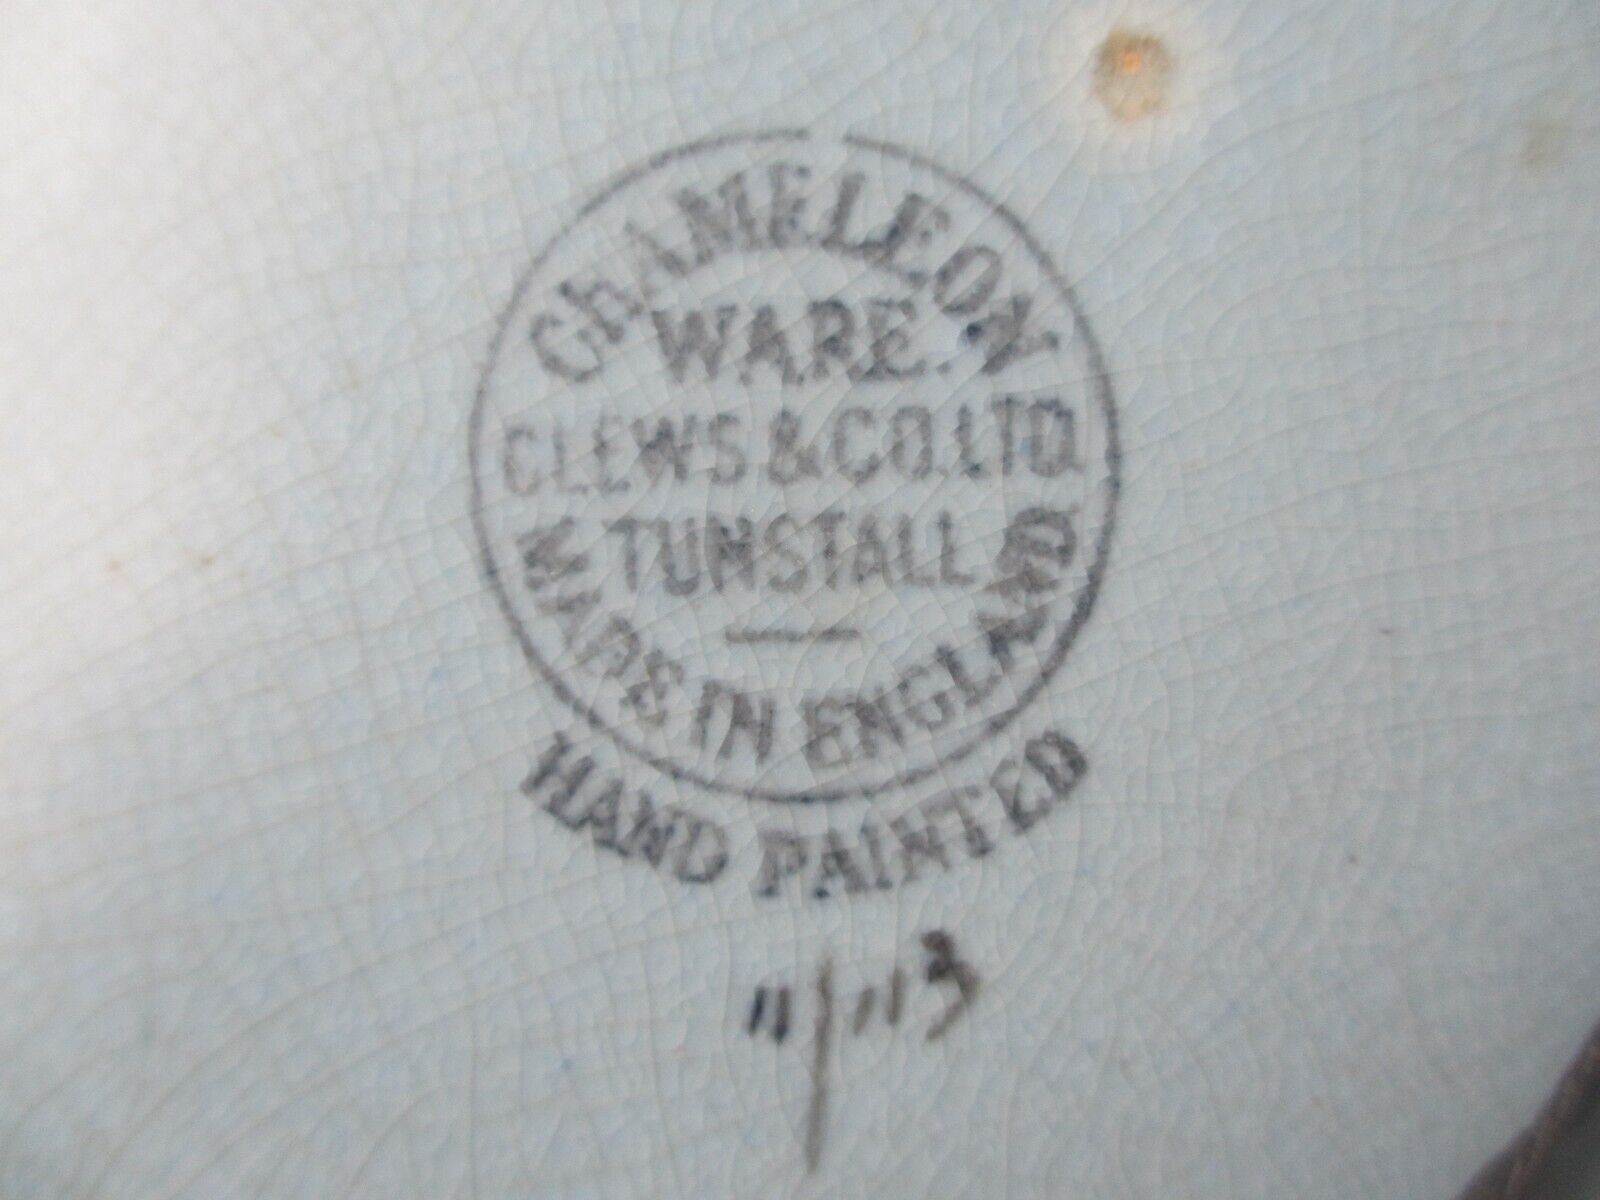 ChAMELEON
WARE.
CLEWS & CO. LTD.
TUNSTALL
MADE IN ENGLAND
HAND PAINTED
11/113